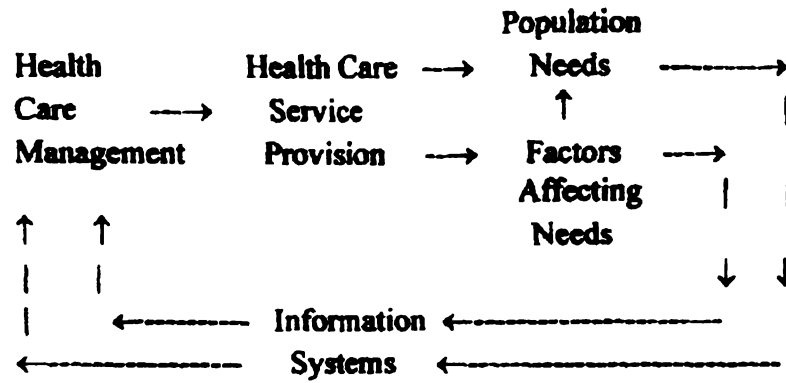 Population
Health Health Care Needs
Care Service
Management Provision Factors
Affecting
Needs
Information
Systems